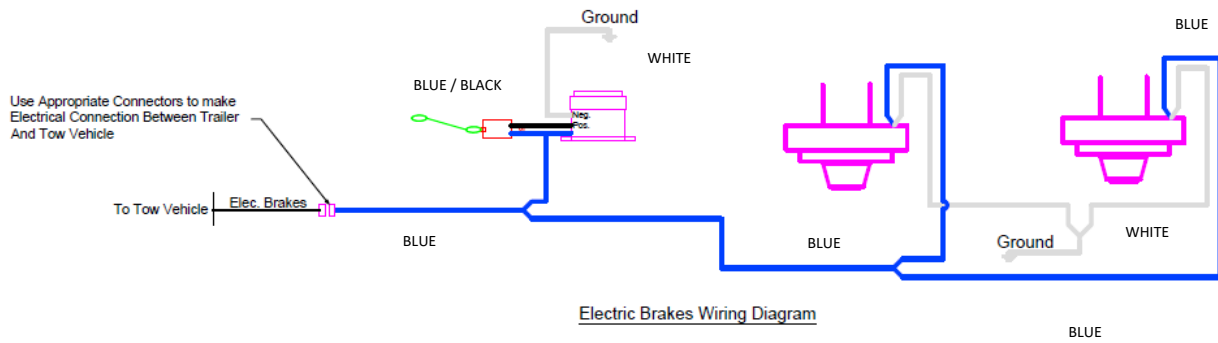 Ground
BLUE
WHITE
BLUE / BLACK
Use Appropriate Connectors to make
Electrical Connection Between Trailer
And Tow Vehicle
Neg.
Pos.
To Tow Vehicle
Elec. Brakes
BLUE
BLUE
Ground
WHITE
Electric Brakes Wiring Diagram
BLUE